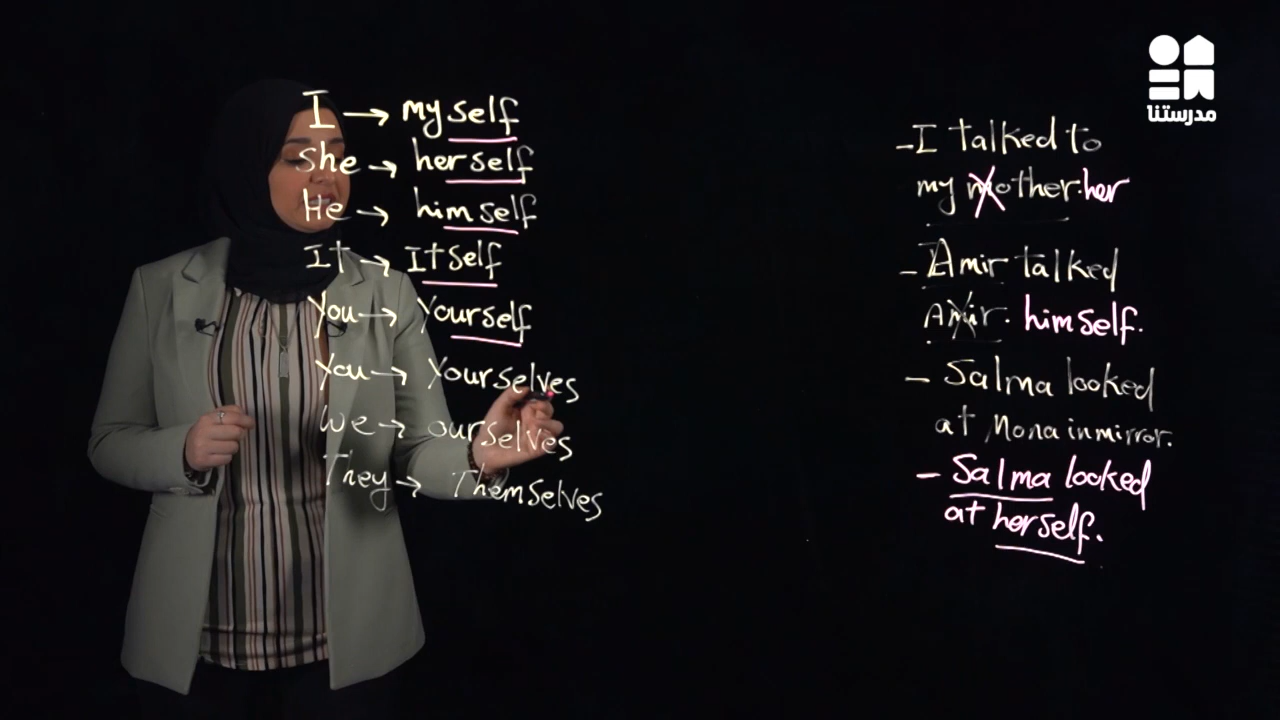 I → myself
She → herself
He → himself
It → Itself
You → Yourself
You → Yourselves
We → ourselves
They → Themselves
مدرستنا
- I talked to
my mother. her
- Amir talked
Amir. himself.
- Salma looked
at Mona in mirror.
- Salma looked
at herself.